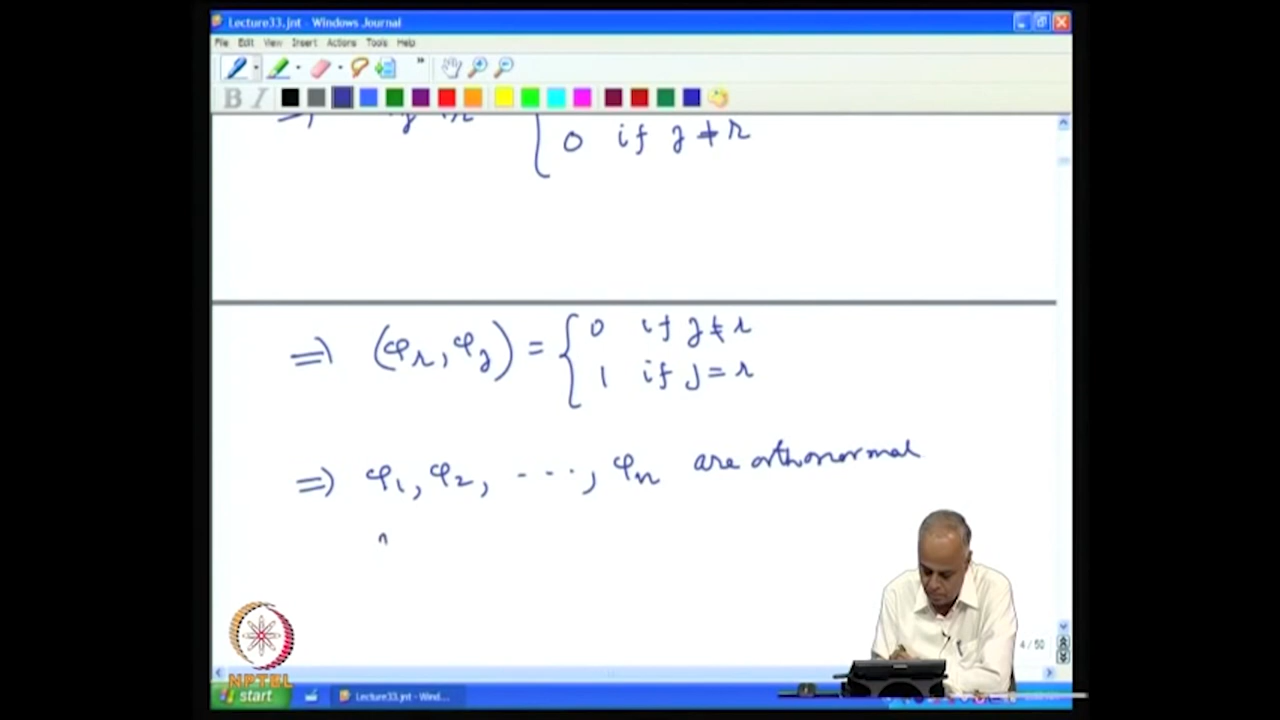 Lecture33.jnt - Windows Journal
File Edit View Insert Actions Tools Help
B I
0 if j ≠ r
⇒ (φr, φj) = { 0 if j ≠ r
1 if j = r
⇒ φ1, φ2, ..., φn are orthonormal
4 / 50
NPTEL
start Lecture33.jnt - Wind...